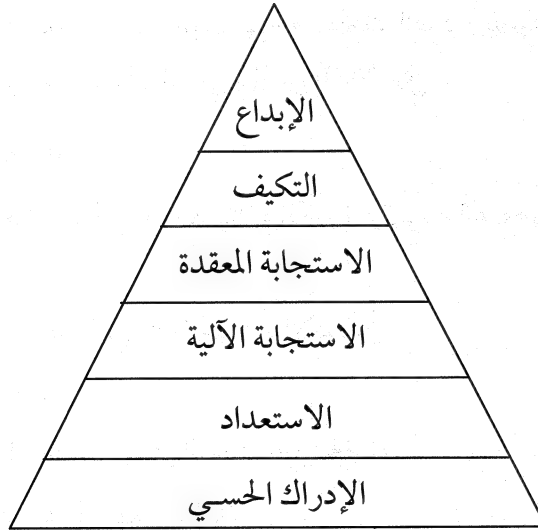 الإبداع
التكيف
الاستجابة المعقدة
الاستجابة الآلية
الاستعداد
الإدراك الحسي